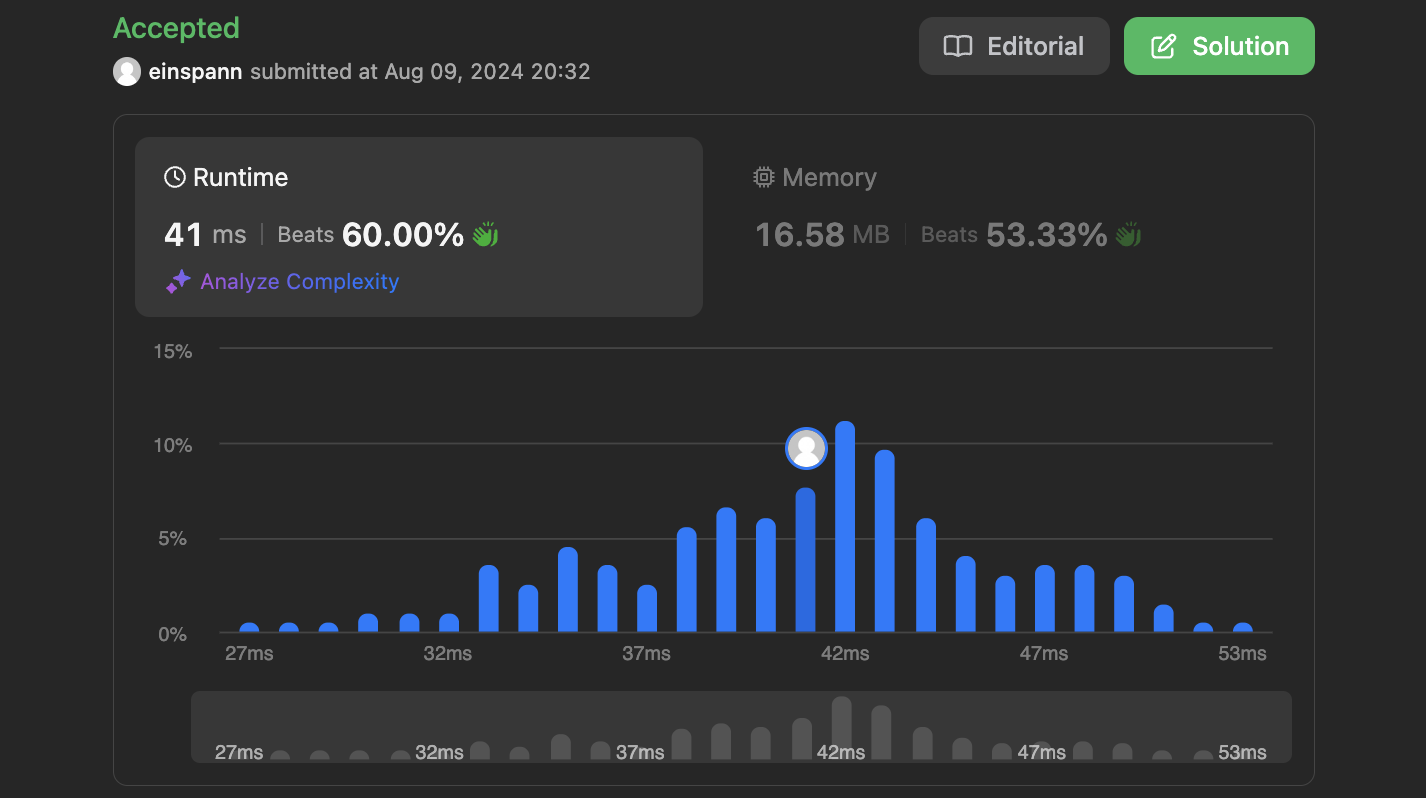 Accepted
einspann submitted at Aug 09, 2024 20:32
Editorial
Solution
Runtime
41 ms | Beats 60.00%
Analyze Complexity
Memory
16.58 MB | Beats 53.33%
15%
10%
5%
0%
27ms 32ms 37ms 42ms 47ms 53ms
27ms 32ms 37ms 42ms 47ms 53ms